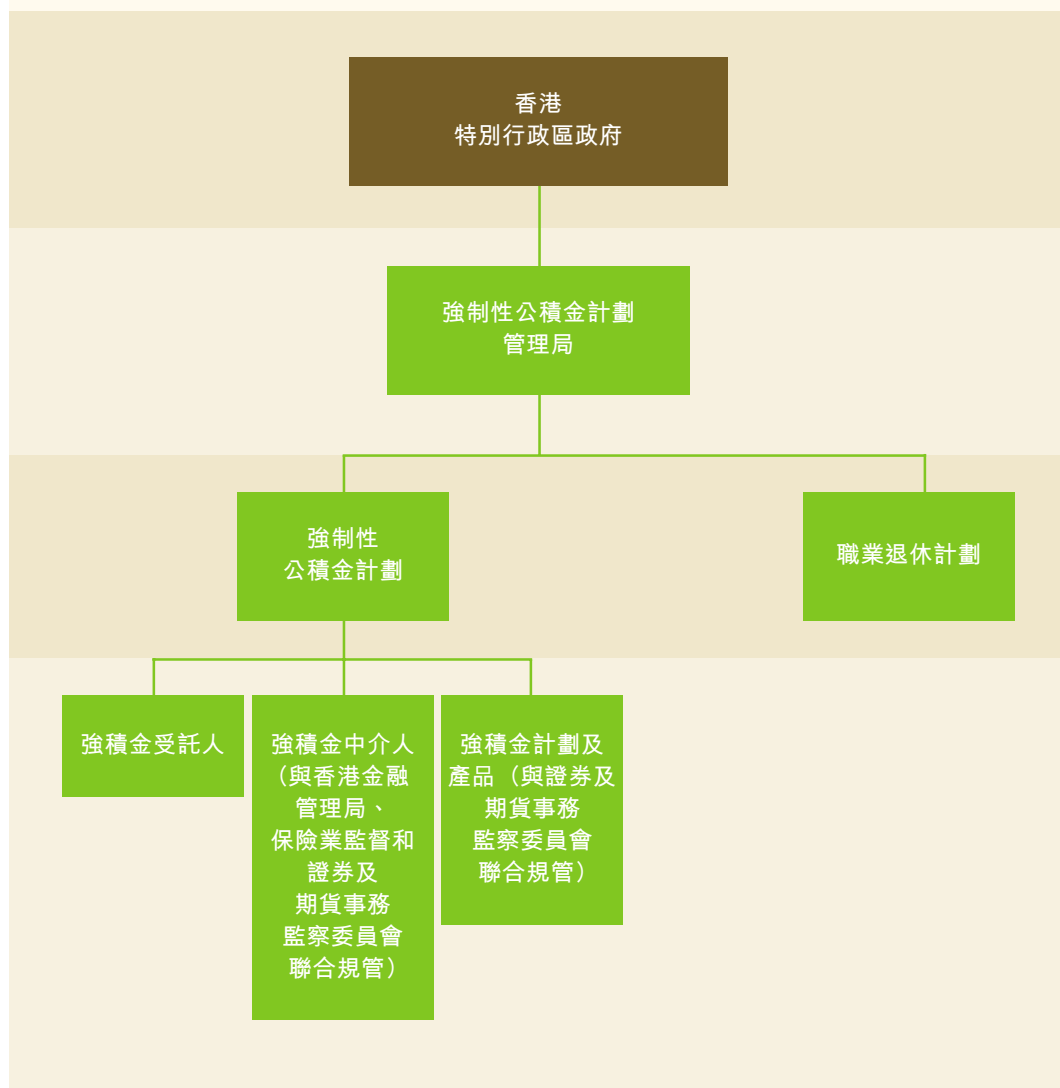 香港
特別行政區政府
強制性公積金計劃
管理局
強制性
公積金計劃
職業退休計劃
強積金受託人
強積金中介人
（與香港金融
管理局、
保險業監督和
證券及
期貨事務
監察委員會
聯合規管）
強積金計劃及
產品（與證券及
期貨事務
監察委員會
聯合規管）